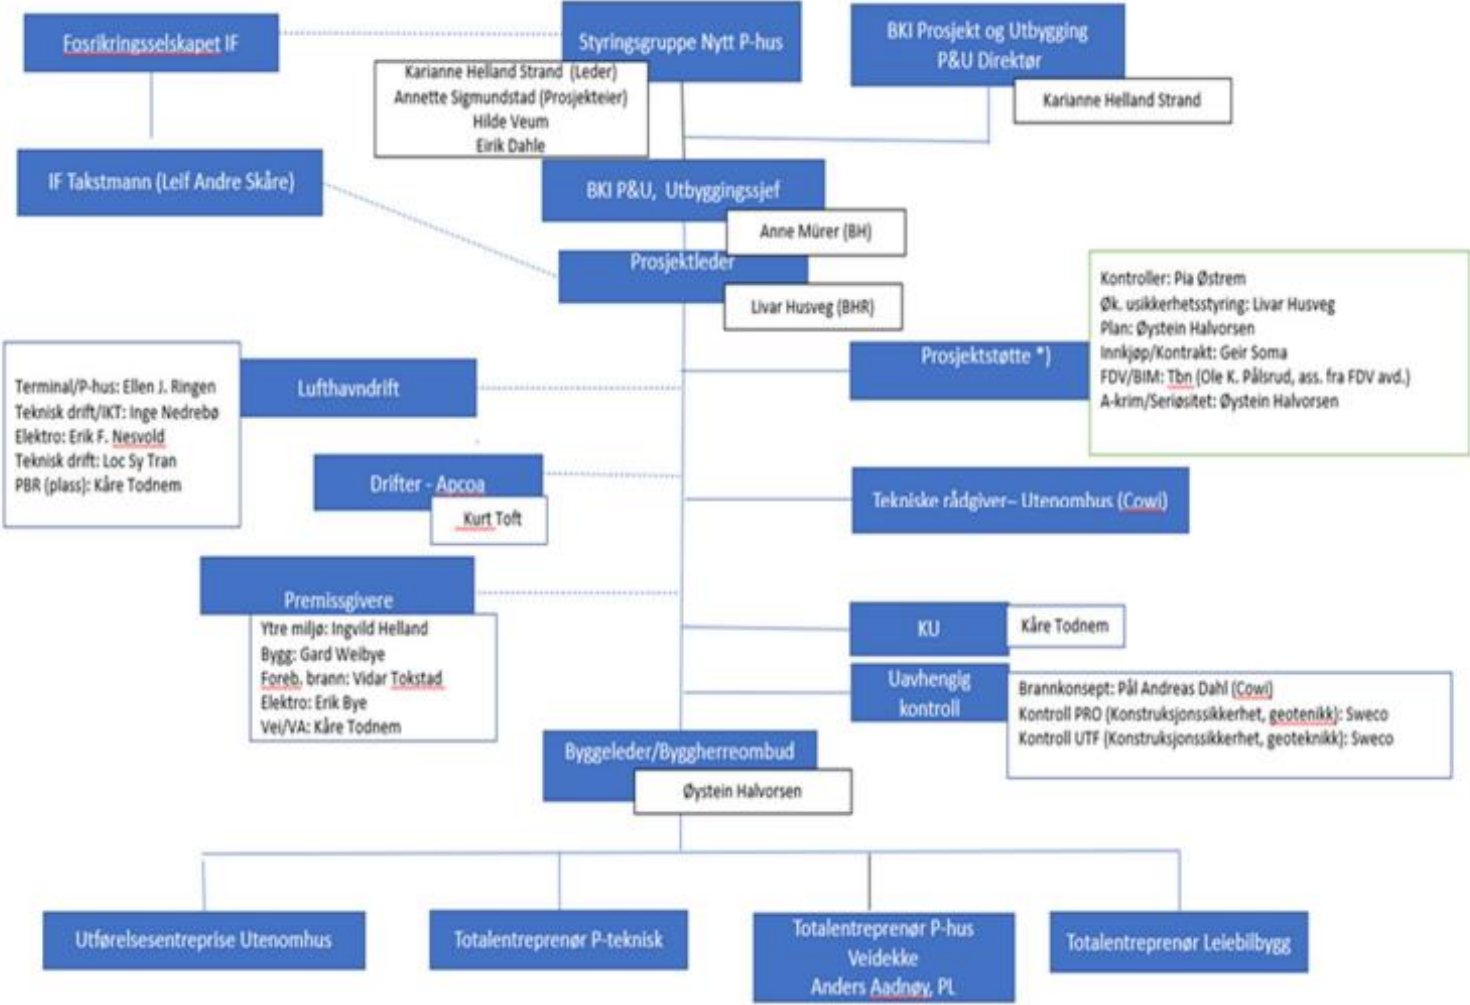 Fosrikringsselskapet IF
Styringsgruppe Nytt P-hus
Karianne Helland Strand (Leder)
Annette Sigmundstad (Prosjekteier)
Hilde Veum
Eirik Dahle
BKI Prosjekt og Utbygging
P&U Direktør
Karianne Helland Strand
IF Takstmann (Leif Andre Skåre)
BKI P&U, Utbyggingssjef
Anne Mürer (BH)
Prosjektleder
Livar Husveg (BHR)
Kontroller: Pia Østrem
Øk. usikkerhetsstyring: Livar Husveg
Plan: Øystein Halvorsen
Innkjøp/Kontrakt: Geir Soma
FDV/BIM: Tbn (Ole K. Pålsrud, ass. fra FDV avd.)
A-krim/Seriøsitet: Øystein Halvorsen
Prosjektstøtte *)
Terminal/P-hus: Ellen J. Ringen
Teknisk drift/IKT: Inge Nedrebø
Elektro: Erik F. Nesvold
Teknisk drift: Loc Sy Tran
PBR (plass): Kåre Todnem
Lufthavndrift
Drifter - Apcoa
Kurt Toft
Tekniske rådgiver– Utenomhus (Cowi)
Premissgivere
Ytre miljø: Ingvild Helland
Bygg: Gard Weibye
Foreb. brann: Vidar Tokstad
Elektro: Erik Bye
Vei/VA: Kåre Todnem
KU
Kåre Todnem
Uavhengig
kontroll
Brannkonsept: Pål Andreas Dahl (Cowi)
Kontroll PRO (Konstruksjonssikkerhet, geotenikk): Sweco
Kontroll UTF (Konstruksjonssikkerhet, geoteknikk): Sweco
Byggeleder/Byggherreombud
Øystein Halvorsen
Utførelsesentreprise Utenomhus
Totalentreprenør P-teknisk
Totalentreprenør P-hus
Veidekke
Anders Aadnøy, PL
Totalentreprenør Leiebilbygg